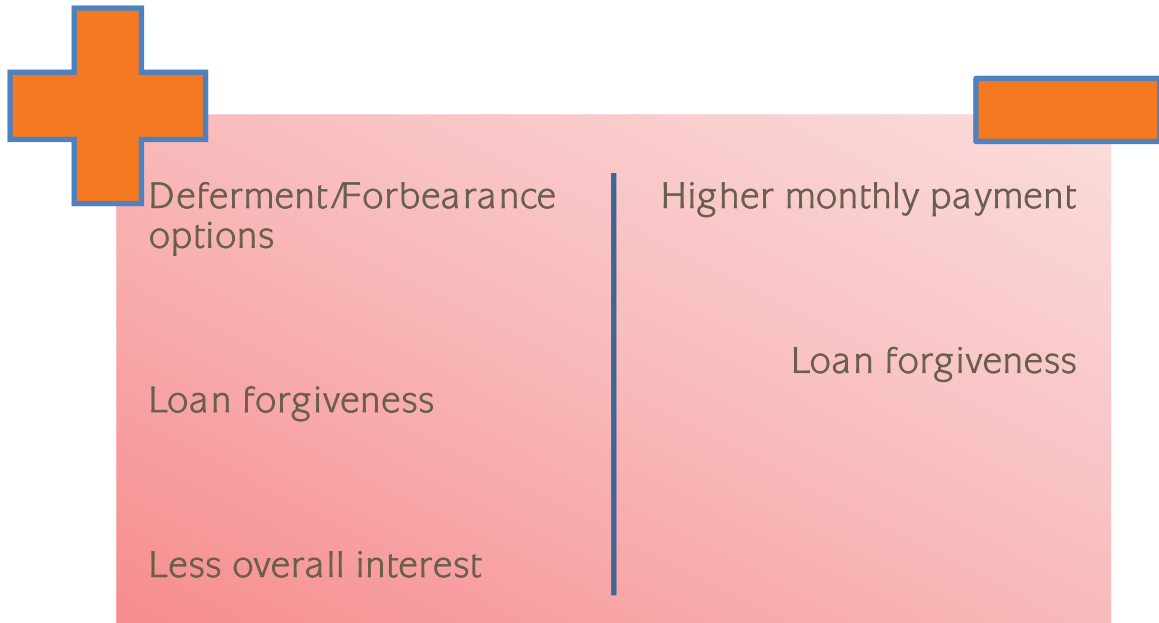 Deferment/Forbearance
options
Loan forgiveness
Less overall interest
Higher monthly payment
Loan forgiveness